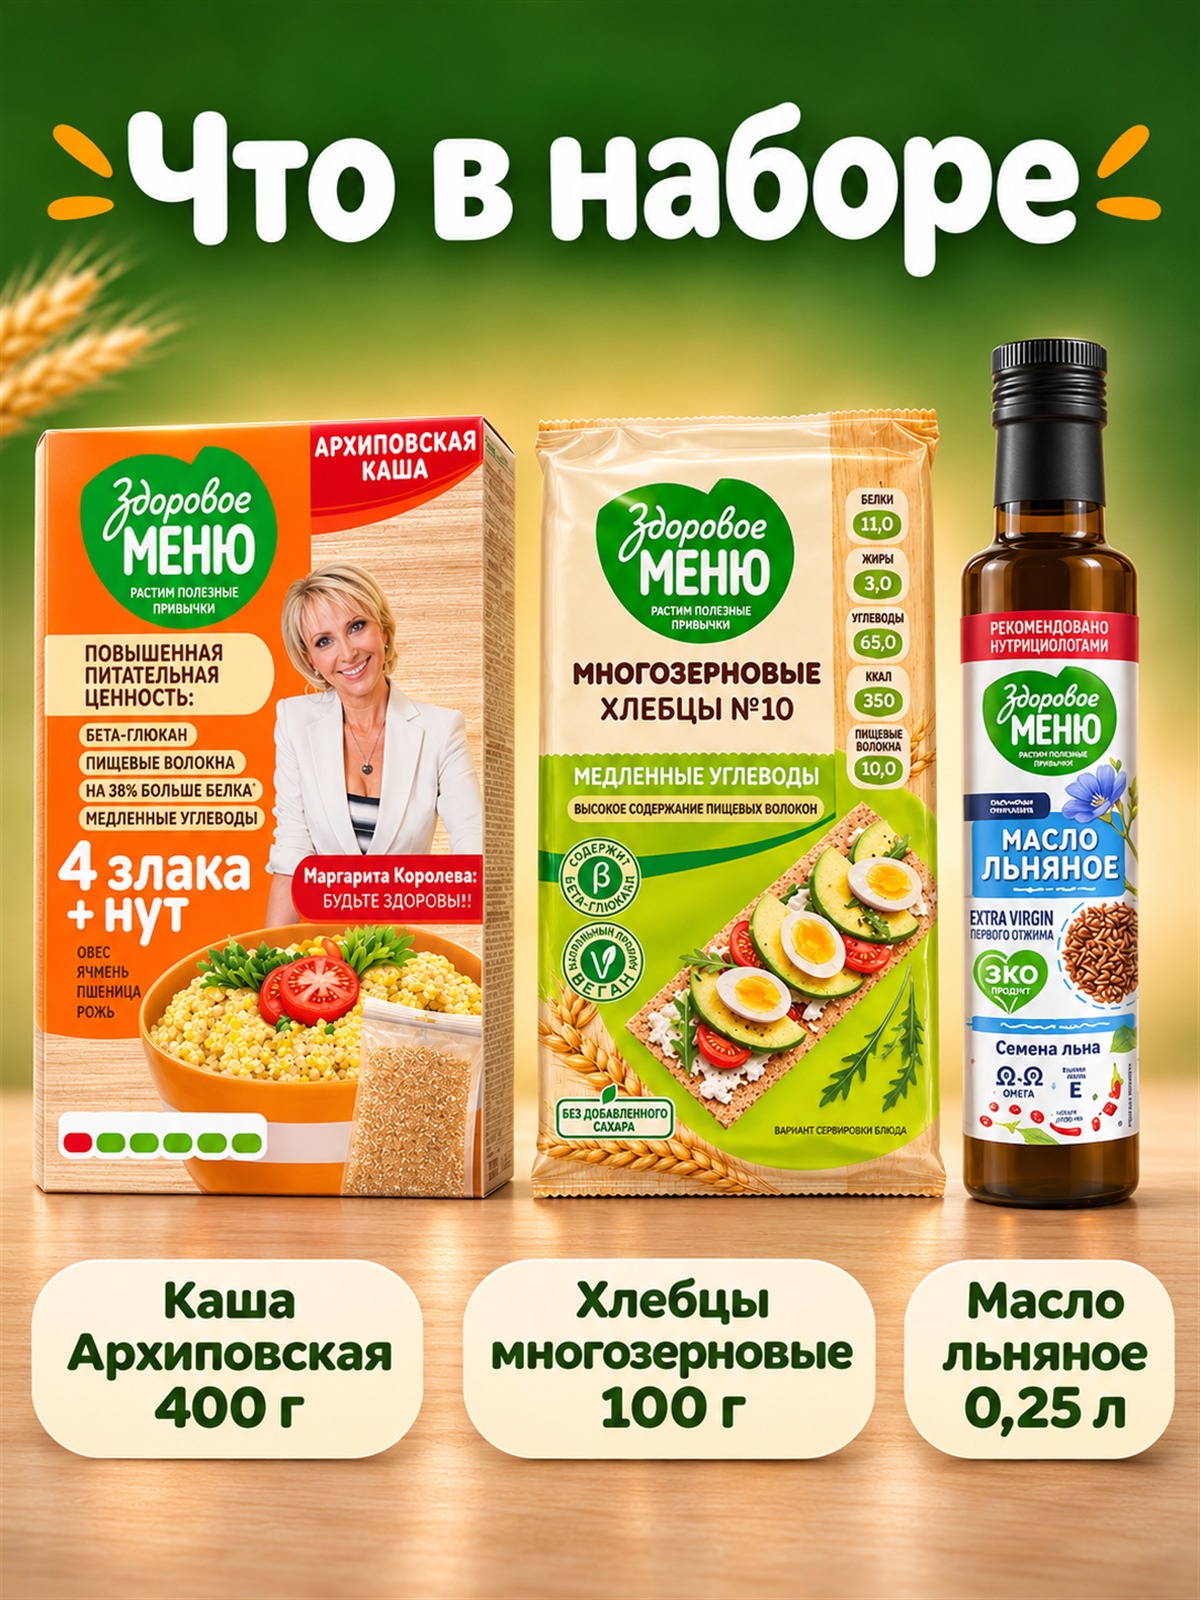 Что в наборе
АРХИПОВСКАЯ
КАША
Здоровое
МЕНЮ
РАСТИМ ПОЛЕЗНЫЕ
ПРИВЫЧКИ
ПОВЫШЕННАЯ
ПИТАТЕЛЬНАЯ
ЦЕННОСТЬ:
БЕТА-ГЛЮКАН
ПИЩЕВЫЕ ВОЛОКНА
НА 38% БОЛЬШЕ БЕЛКА*
МЕДЛЕННЫЕ УГЛЕВОДЫ
4 злака
+ нут
ОВЕС
ЯЧМЕНЬ
ПШЕНИЦА
РОЖЬ
Маргарита Королева:
БУДЬТЕ ЗДОРОВЫ!!
Здоровое
МЕНЮ
РАСТИМ ПОЛЕЗНЫЕ
ПРИВЫЧКИ
МНОГОЗЕРНОВЫЕ
ХЛЕБЦЫ №10
МЕДЛЕННЫЕ УГЛЕВОДЫ
ВЫСОКОЕ СОДЕРЖАНИЕ ПИЩЕВЫХ ВОЛОКОН
БЕЛКИ
11,0
ЖИРЫ
3,0
УГЛЕВОДЫ
65,0
ККАЛ
350
ПИЩЕВЫЕ
ВОЛОКНА
10,0
СОДЕРЖИТ
β
БЕТА-ГЛЮКАН
V
ВЕГАН
БЕЗ ДОБАВЛЕННОГО
САХАРА
ВАРИАНТ СЕРВИРОВКИ БЛЮДА
РЕКОМЕНДОВАНО
НУТРИЦИОЛОГАМИ
Здоровое
МЕНЮ
РАСТИМ ПОЛЕЗНЫЕ
ПРИВЫЧКИ
МАСЛО
ЛЬНЯНОЕ
EXTRA VIRGIN
ПЕРВОГО ОТЖИМА
ЭКО
ПРОДУКТ
Семена льна
Ω-Ω
ОМЕГА
E
Каша
Архиповская
400 г
Хлебцы
многозерновые
100 г
Масло
льняное
0,25 л